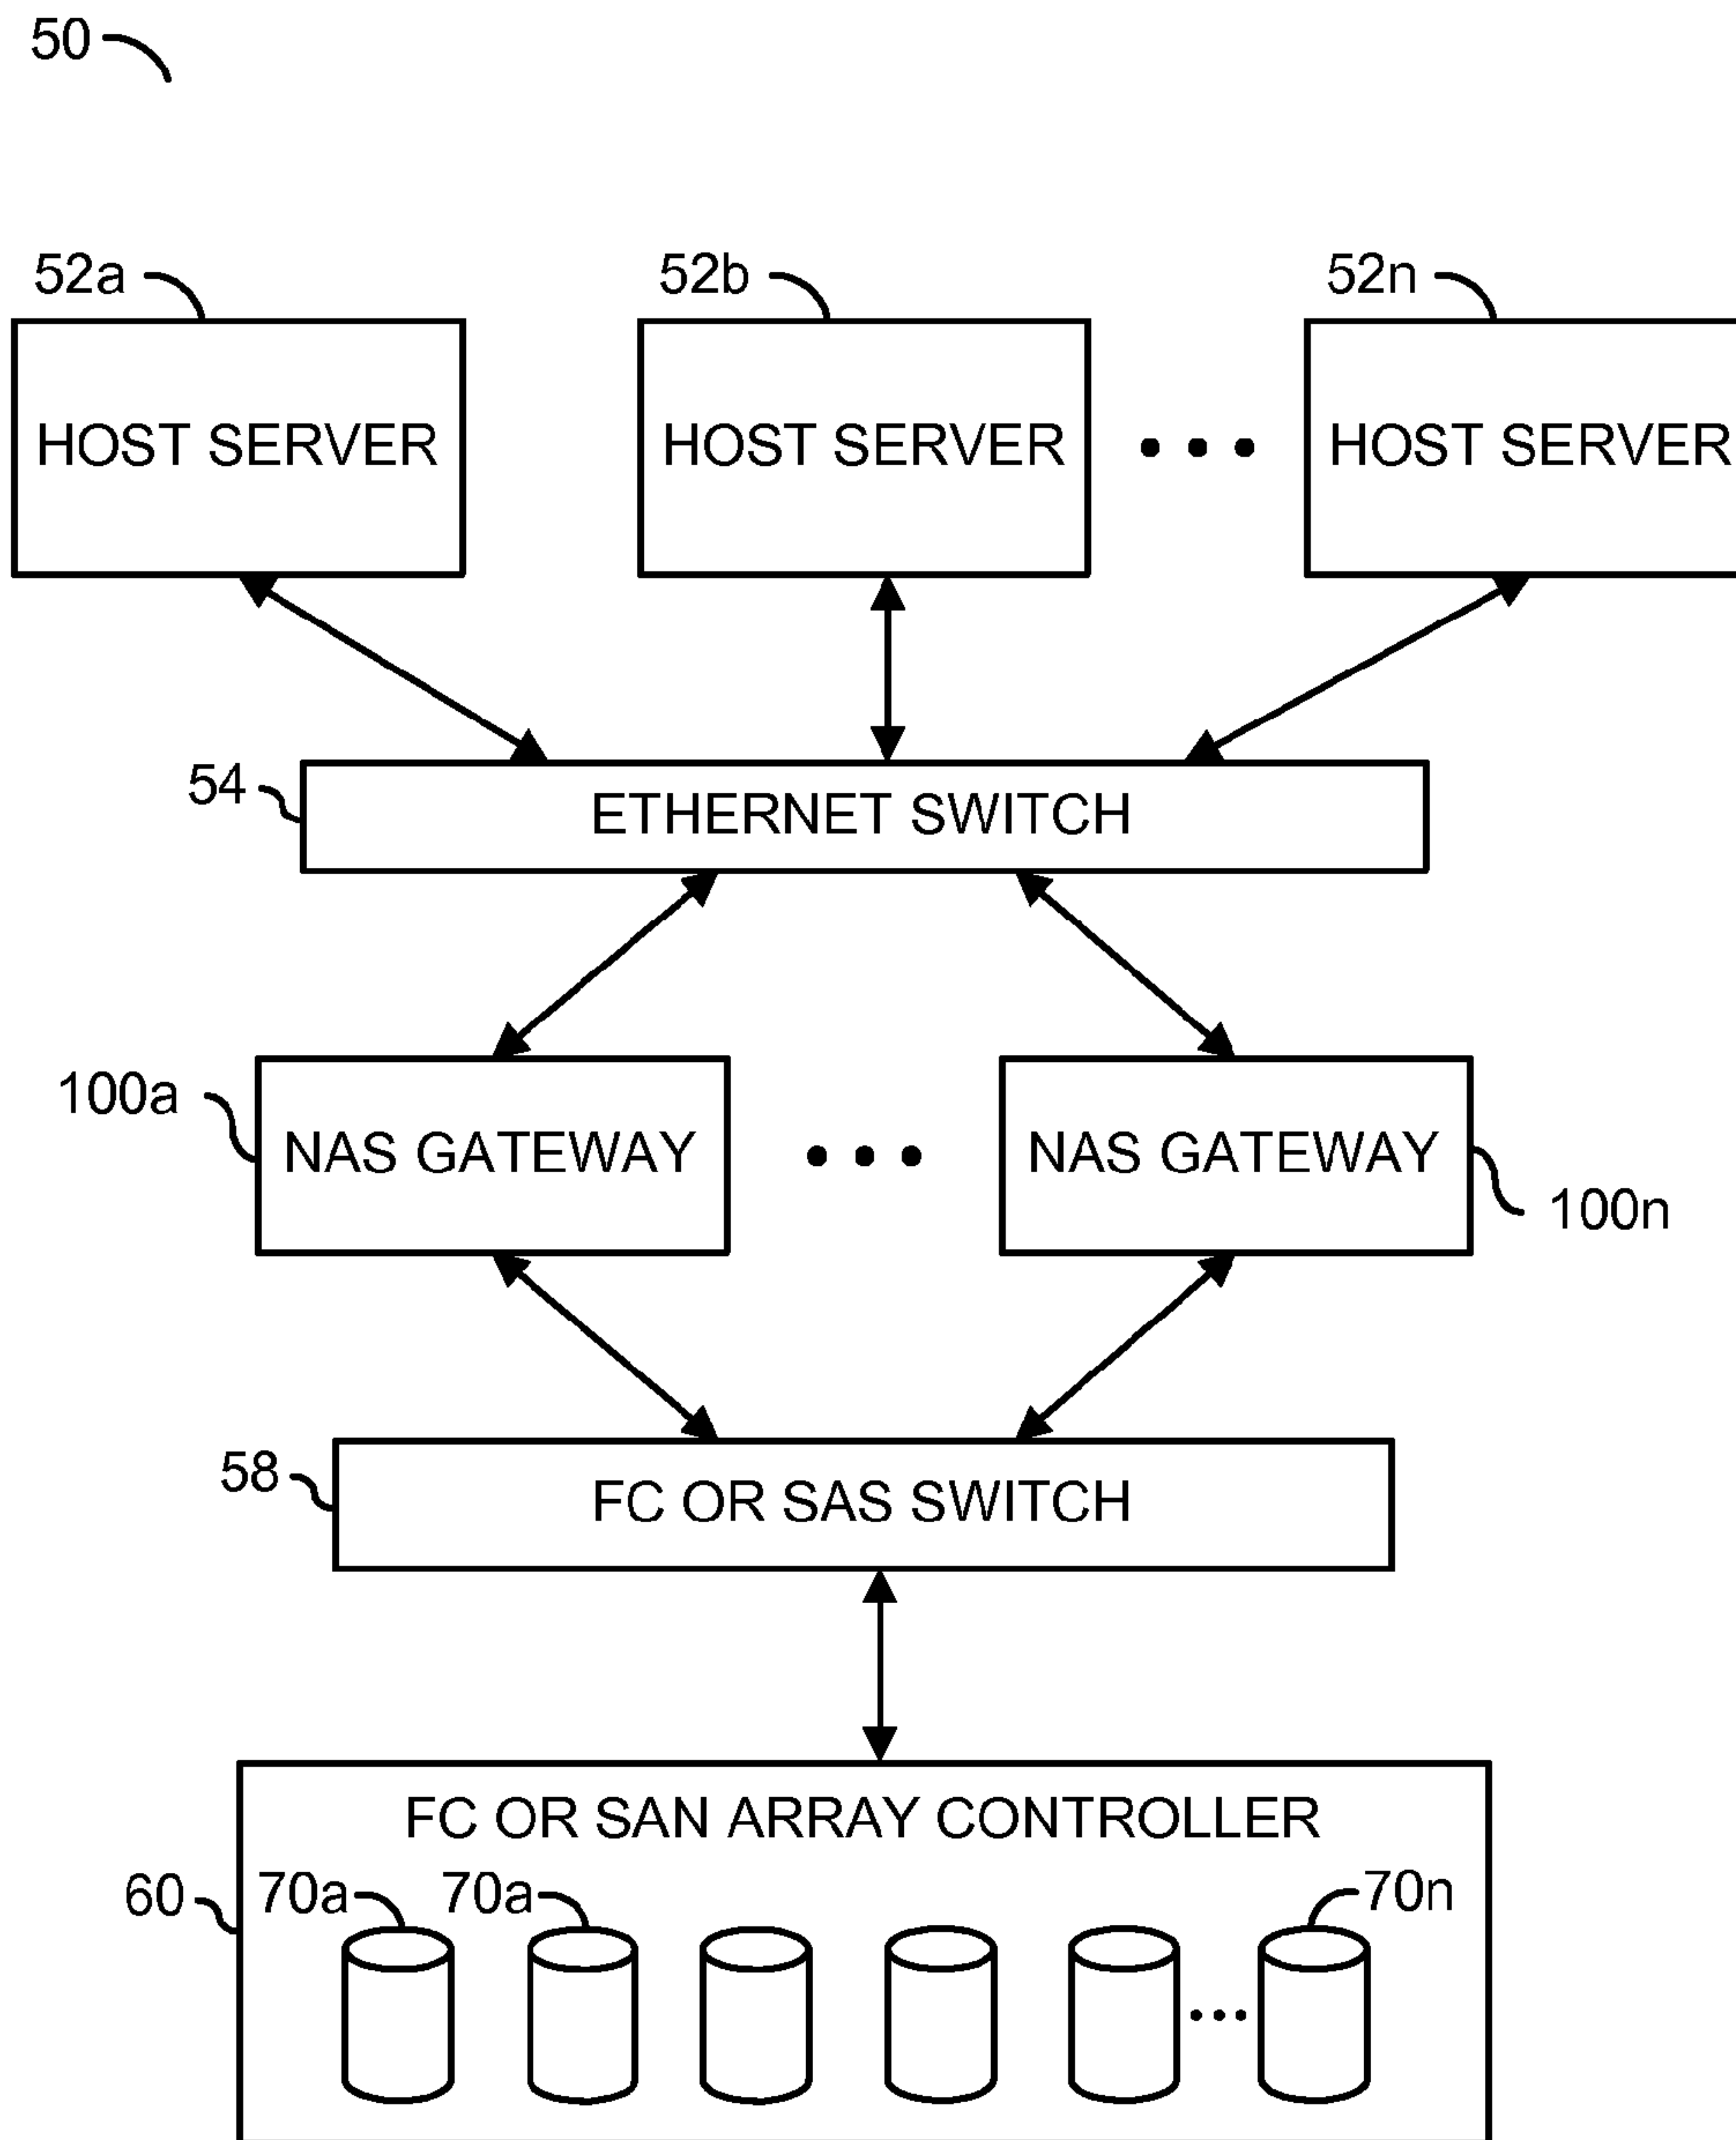 50
52a 52b 52n
HOST SERVER HOST SERVER • • • HOST SERVER
54
ETHERNET SWITCH
100a
NAS GATEWAY • • • NAS GATEWAY
100n
58
FC OR SAS SWITCH
FC OR SAN ARRAY CONTROLLER
60 70a 70a 70n
•••